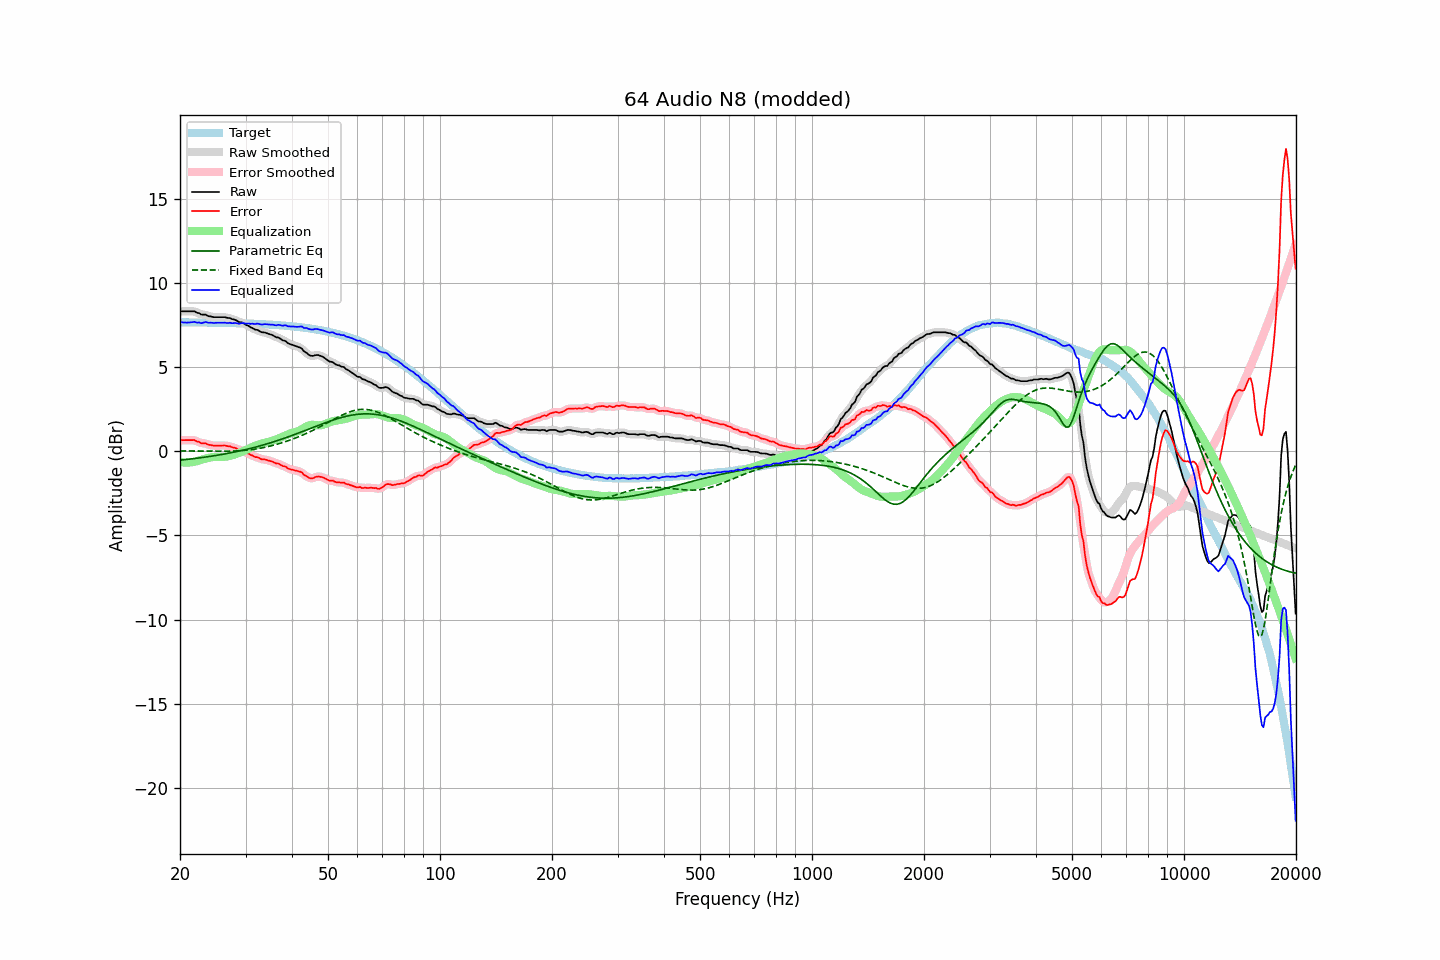 64 Audio N8 (modded)
Target
Raw Smoothed
Error Smoothed
Raw
Error
Equalization
Parametric Eq
Fixed Band Eq
Equalized
15
10
5
0
−5
−10
−15
−20
Amplitude (dBr)
20 50 100 200 500 1000 2000 5000 10000 20000
Frequency (Hz)